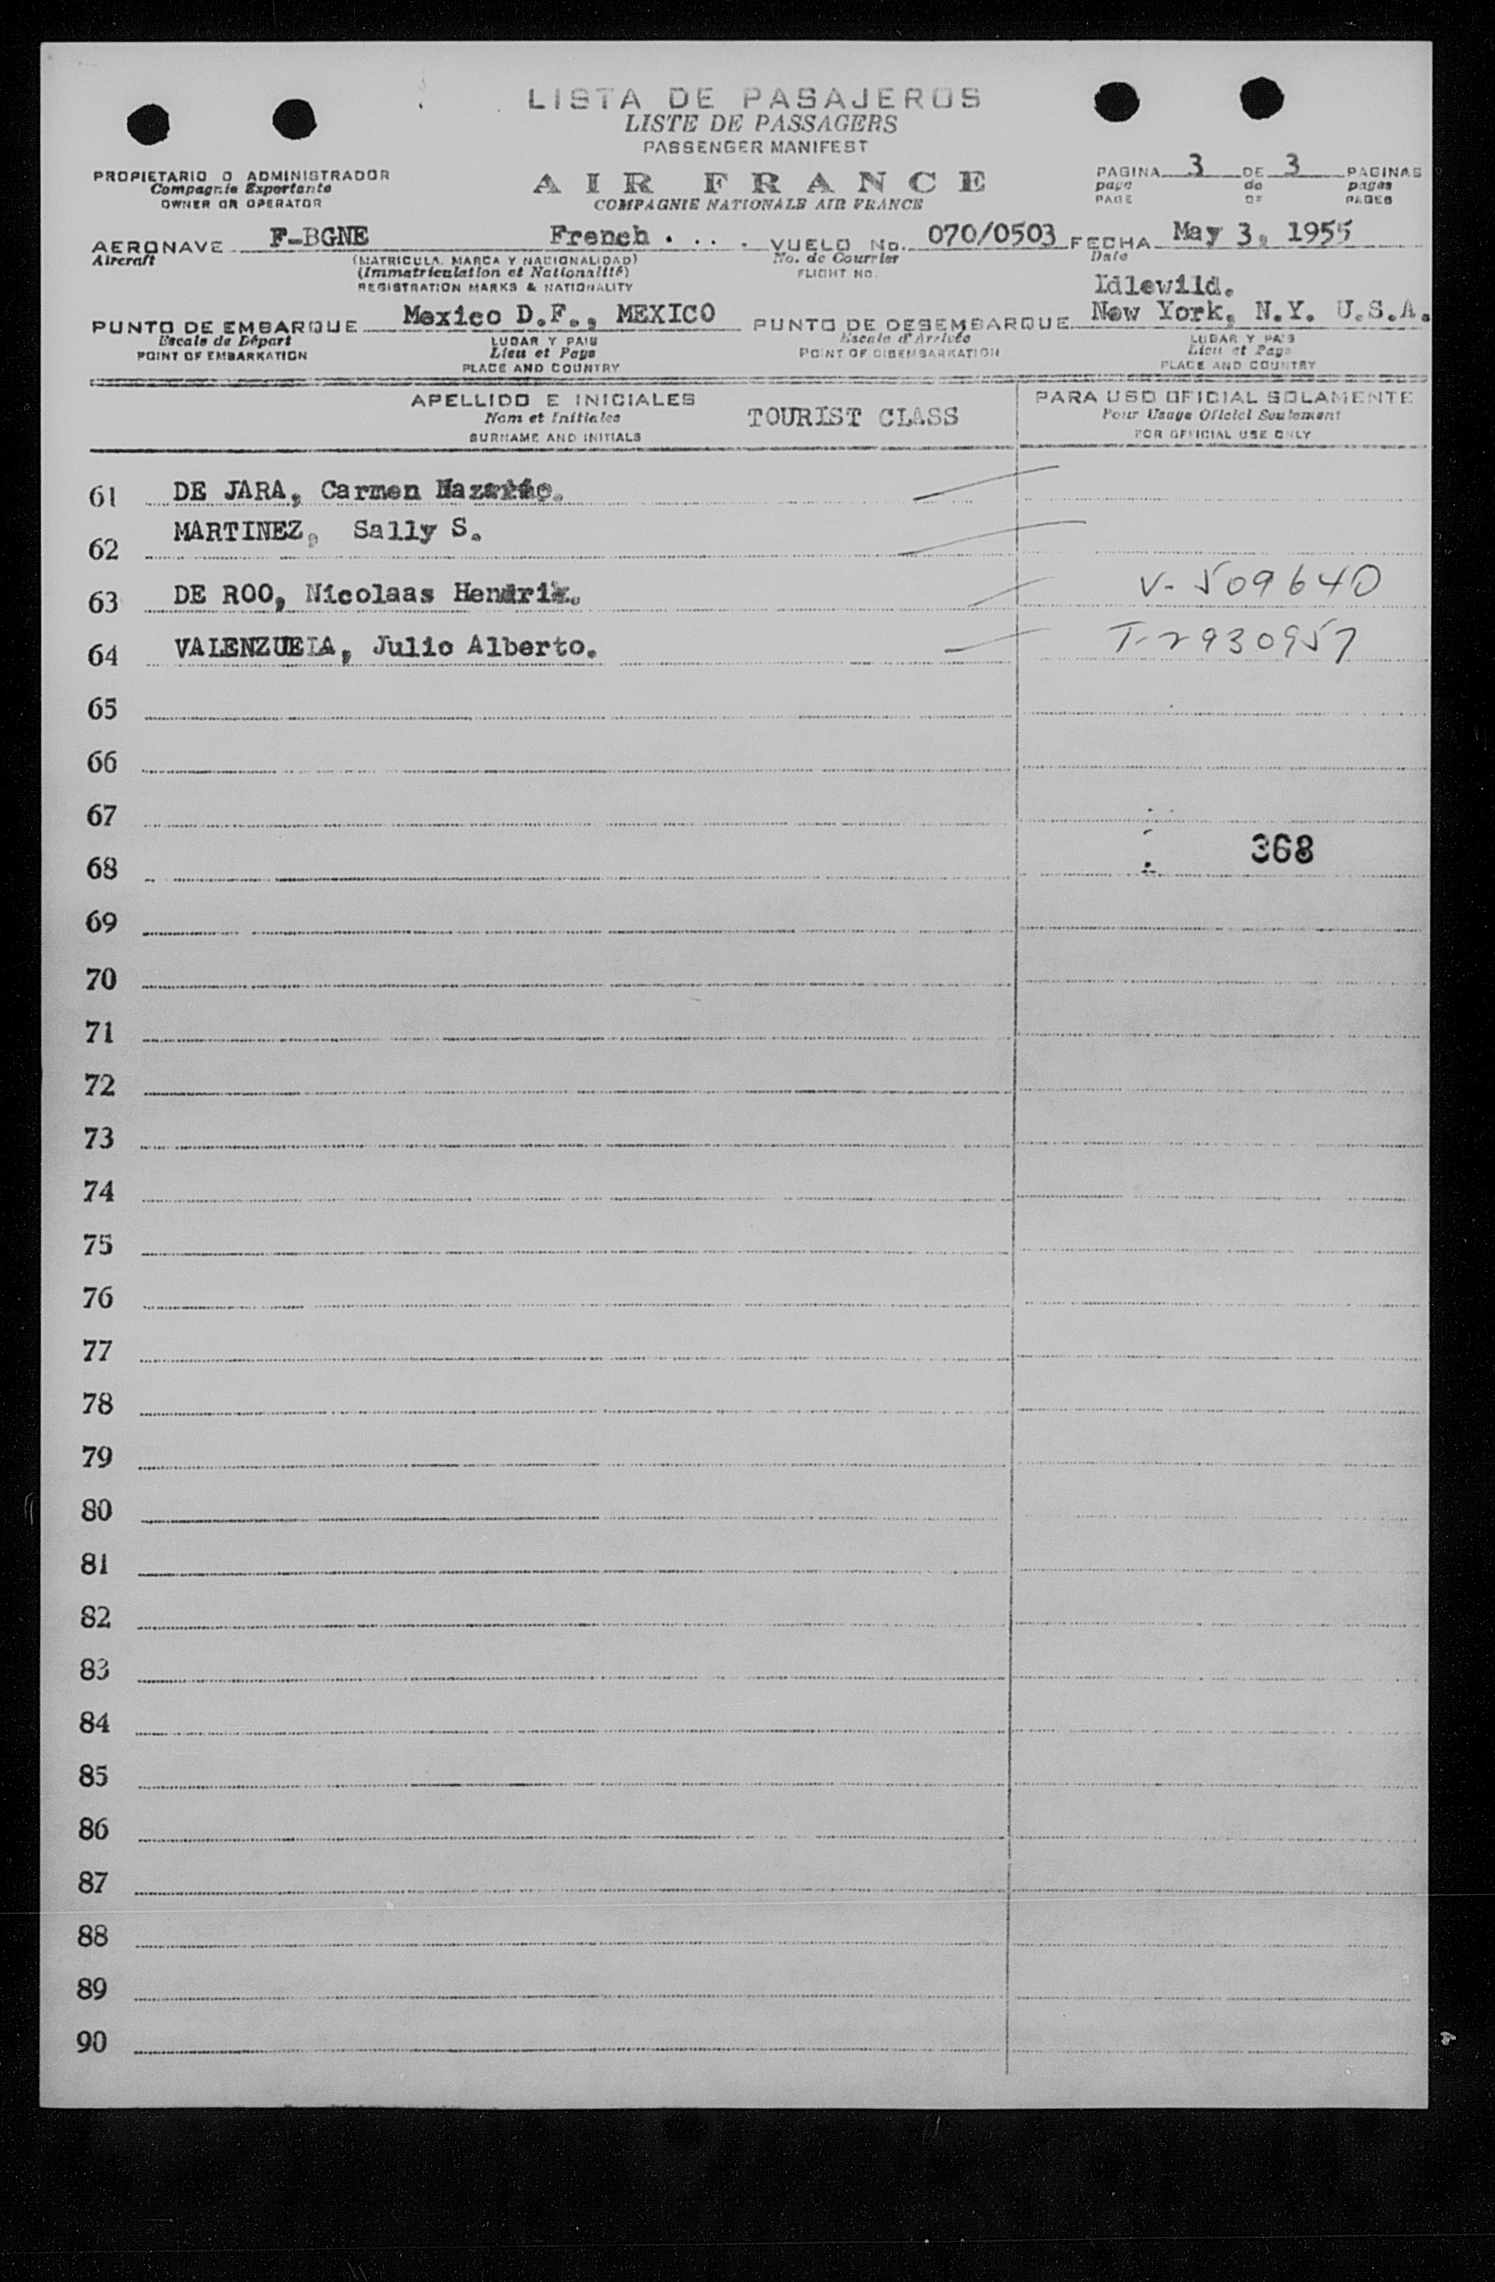 LISTA DE PASAJEROS
LISTE DE PASSAGERS
PASSENGER MANIFEST
PROPIETARIO O ADMINISTRADOR
Compagnie Exportante
OWNER OR OPERATOR
AIR FRANCE
COMPAGNIE NATIONALE AIR FRANCE
PAGINA 3 DE 3 PAGINAS
page de pages
PAGE OF PAGES
AERONAVE F-BGNE French . . . . VUELO No. 070/0503 FECHA May 3, 1955
Aircraft (MATRICULA, MARCA Y NACIONALIDAD) No. de Courrier Date
(Immatriculation et Nationalité) FLIGHT NO.
REGISTRATION MARKS & NATIONALITY
Idlewild.
PUNTO DE EMBARQUE Mexico D.F., MEXICO PUNTO DE DESEMBARQUE New York, N.Y. U.S.A.
Escale de Départ LUGAR Y PAIS Escale d'Arrivée LUGAR Y PAIS
POINT OF EMBARKATION Lieu et Pays POINT OF DISEMBARKATION Lieu et Pays
PLACE AND COUNTRY PLACE AND COUNTRY
APELLIDO E INICIALES PARA USO OFICIAL SOLAMENTE
Nom et Initiales TOURIST CLASS Pour Usage Officiel Seulement
SURNAME AND INITIALS FOR OFFICIAL USE ONLY
61 DE JARA, Carmen
62 MARTINEZ, Sally S.
63 DE ROO, Nicolaas Hendrik. V-509640
64 VALENZUELA, Julio Alberto. T-2930957
65
66
67
368
68
69
70
71
72
73
74
75
76
77
78
79
80
81
82
83
84
85
86
87
88
89
90